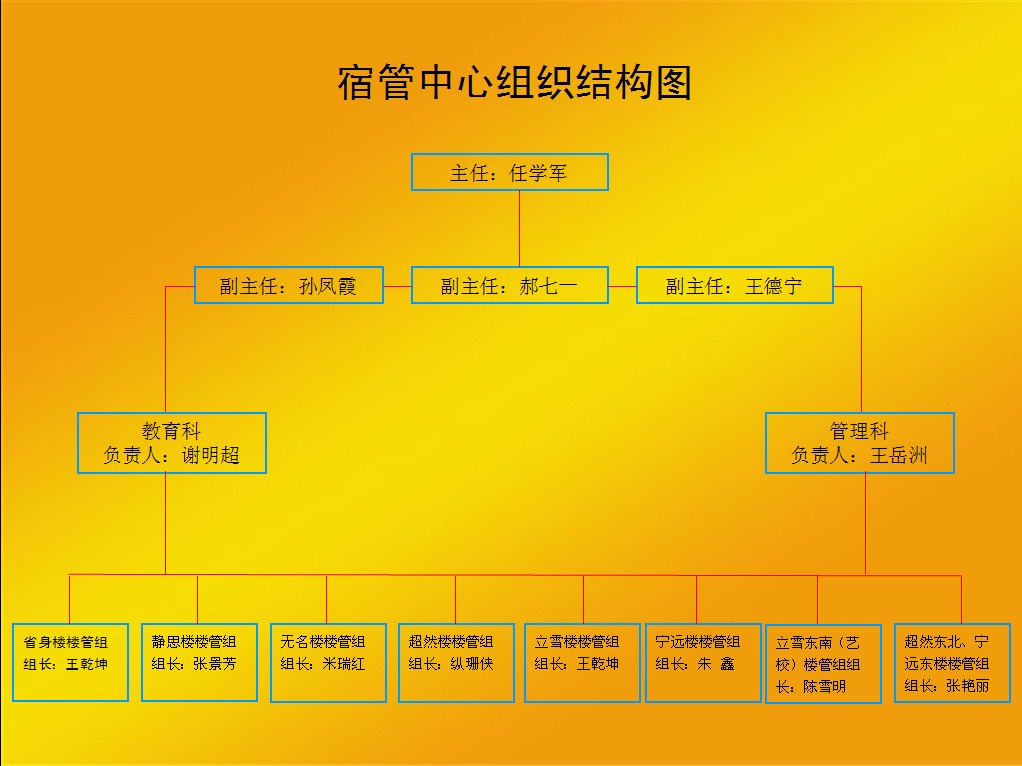 宿管中心组织结构图
主任：任学军
副主任：孙凤霞
副主任：郝七一
副主任：王德宁
教育科
负责人：谢明超
管理科
负责人：王岳洲
省身楼楼管组
组长：王乾坤
静思楼楼管组
组长：张景芳
无名楼楼管组
组长：米瑞红
超然楼楼管组
组长：纵珊侠
立雪楼楼管组
组长：王乾坤
宁远楼楼管组
组长：朱 鑫
立雪东南（艺
校）楼管组组
长：陈雪明
超然东北、宁
远东楼楼管组
组长：张艳丽